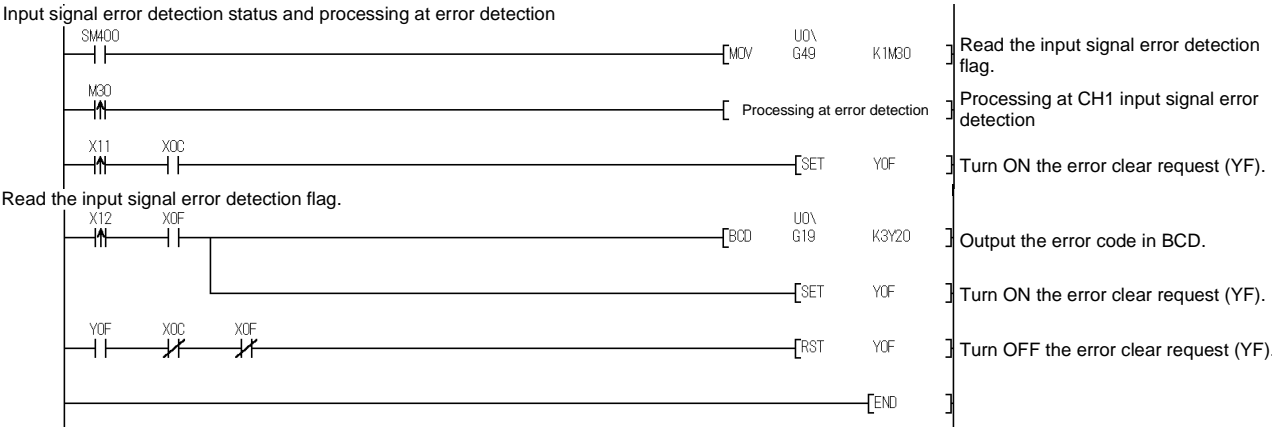 Input signal error detection status and processing at error detection
SM400
MOV U0\ G49 K1M30
Read the input signal error detection
flag.
M30
Processing at error detection
Processing at CH1 input signal error
detection
X11 X0C
SET Y0F
Turn ON the error clear request (YF).
Read the input signal error detection flag.
X12 X0F
BCD U0\ G19 K3Y20
Output the error code in BCD.
SET Y0F
Turn ON the error clear request (YF).
Y0F X0C X0F
RST Y0F
Turn OFF the error clear request (YF).
END